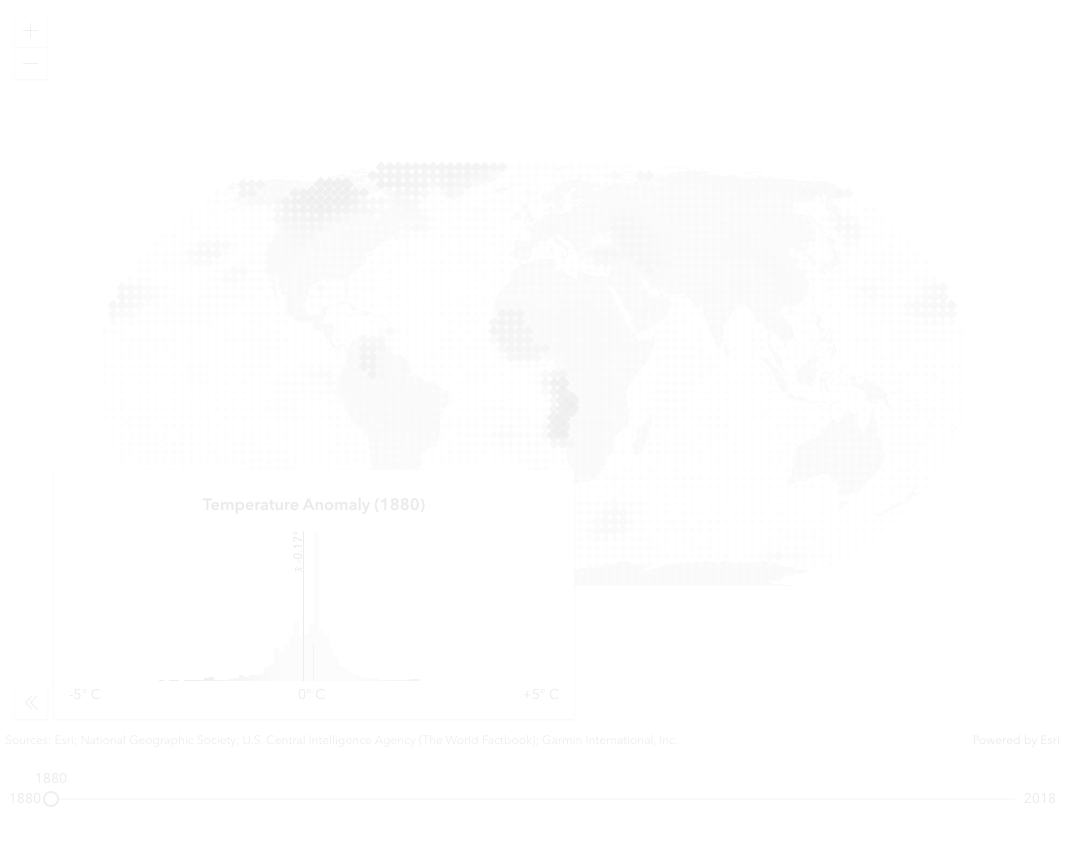 Temperature Anomaly (1880)
x̄ -0.17°
-5° C
0° C
+5° C
Sources: Esri; National Geographic Society; U.S. Central Intelligence Agency (The World Factbook); Garmin International, Inc.
Powered by Esri
1880
1880
2018